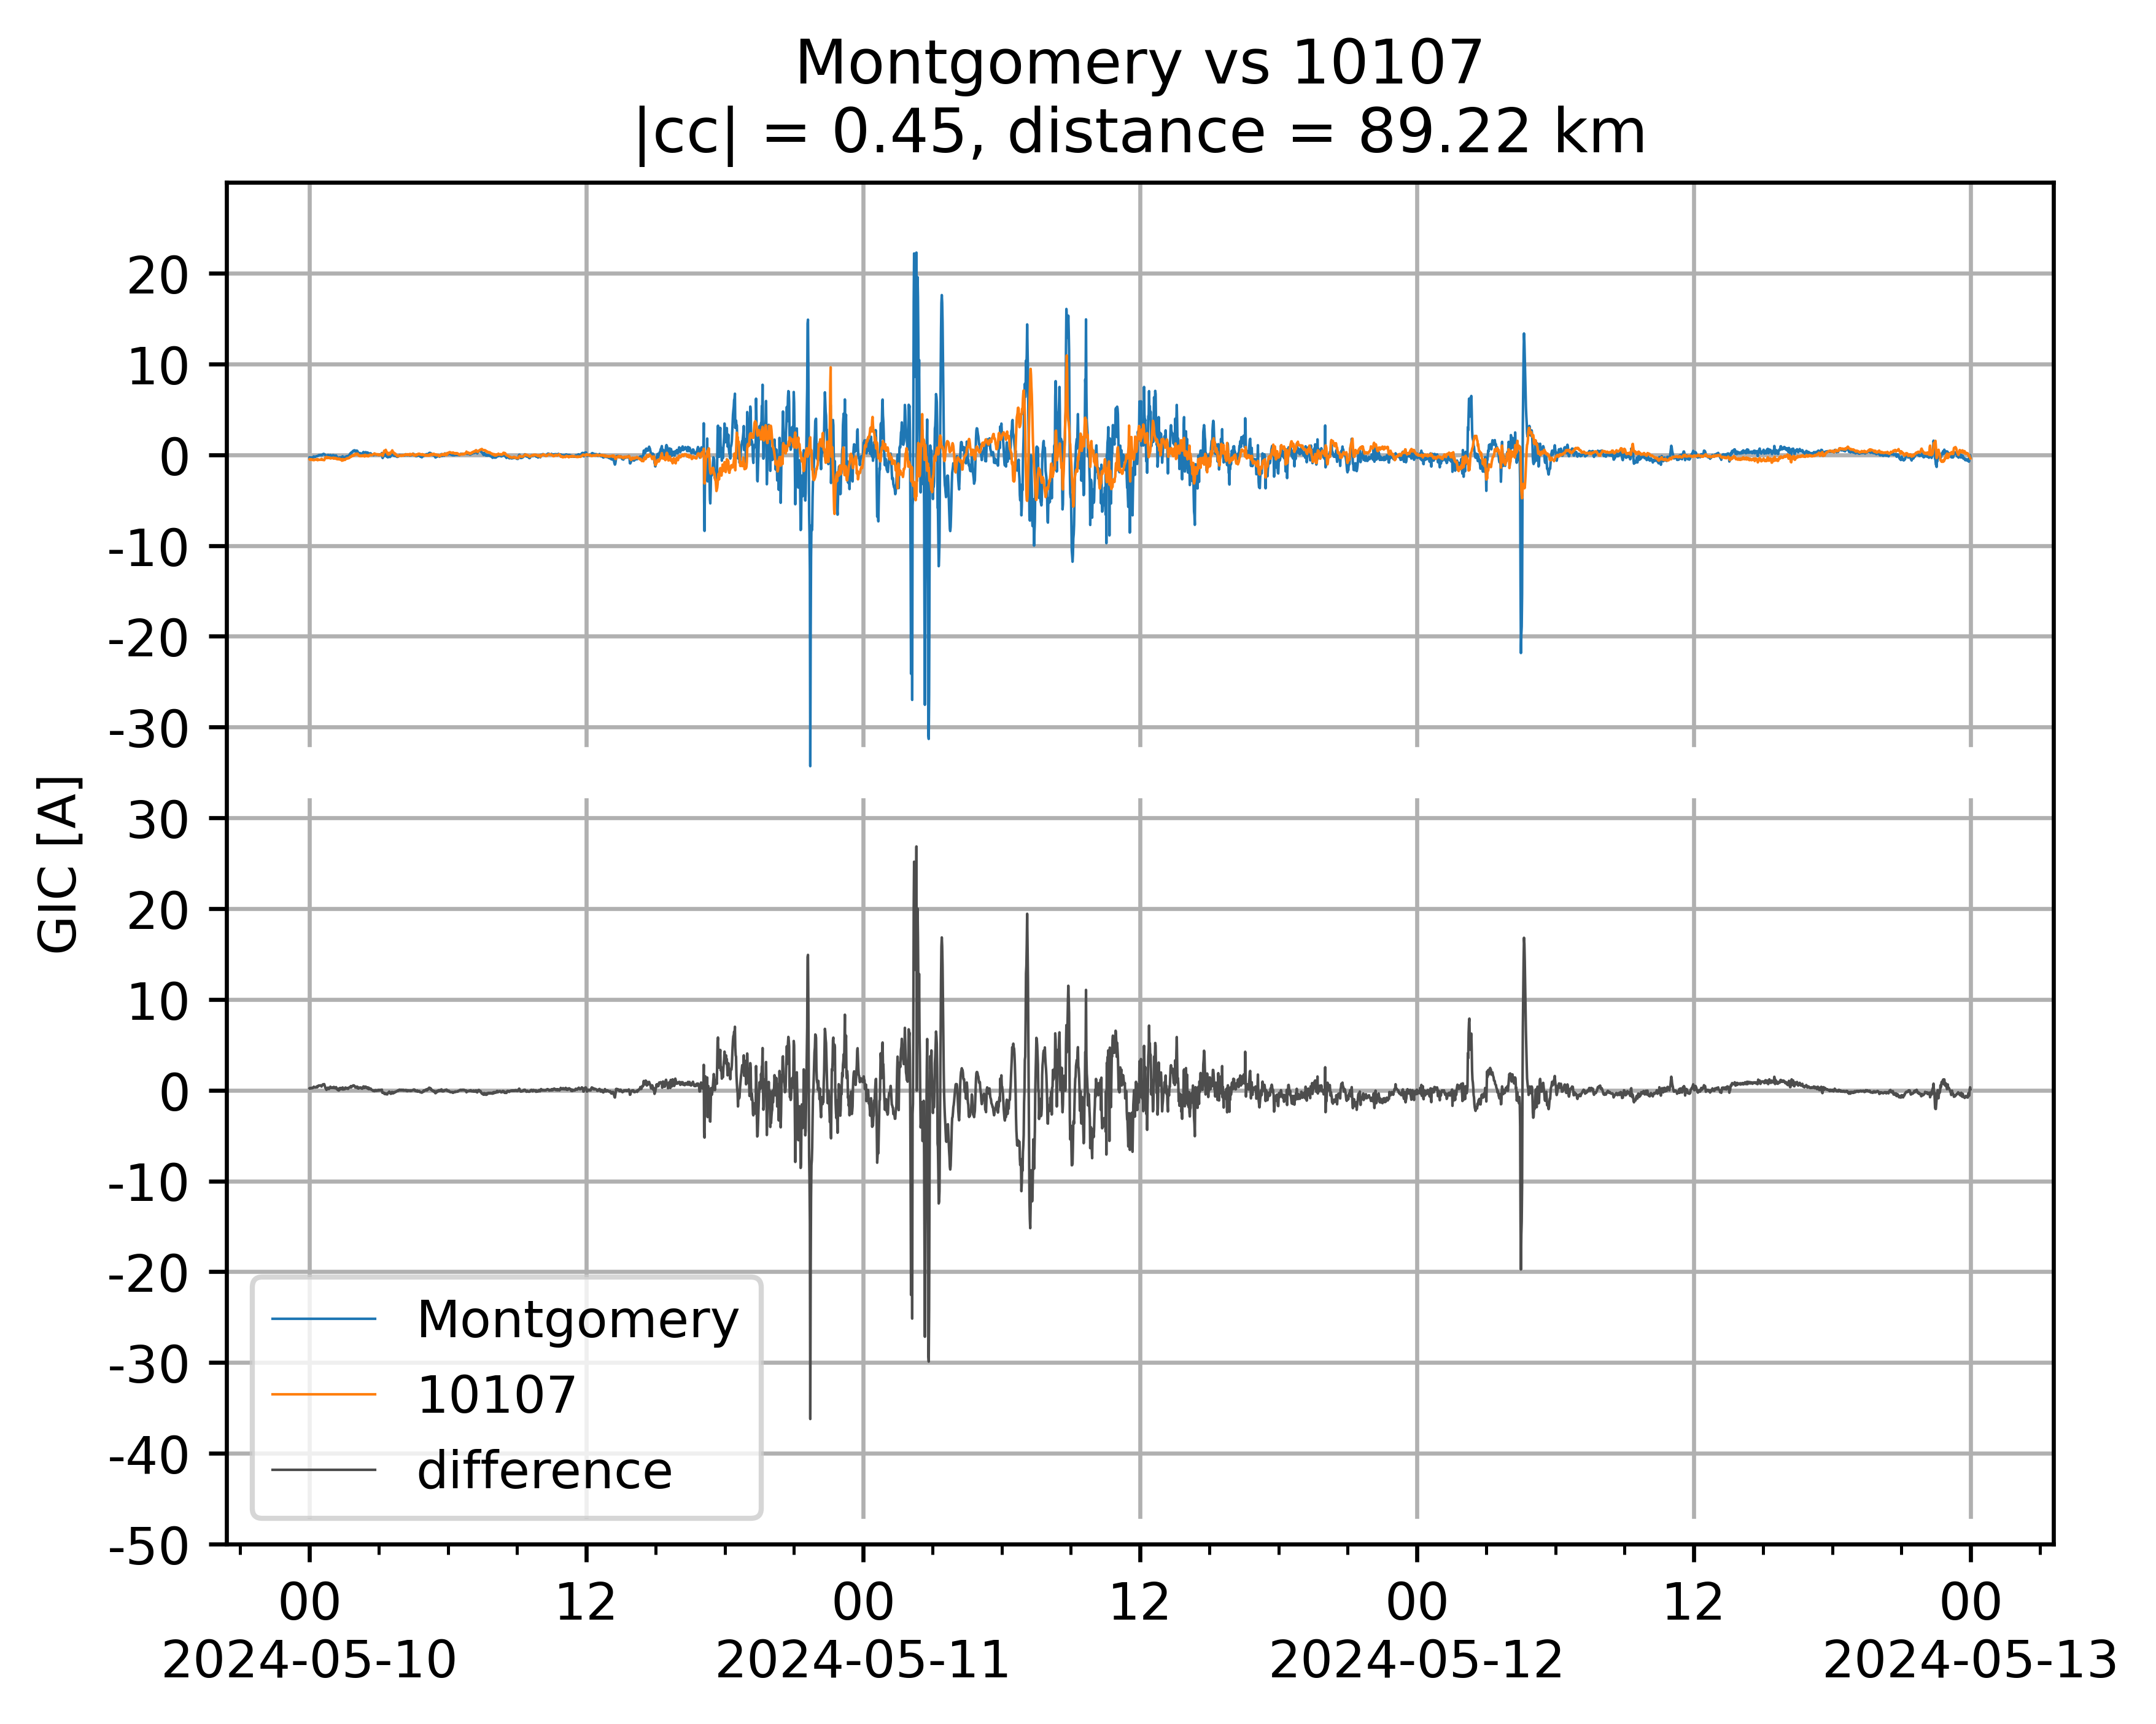 Montgomery vs 10107
|cc| = 0.45, distance = 89.22 km
GIC [A]
20
10
0
-10
-20
-30
30
20
10
0
-10
-20
-30
-40
-50
Montgomery
10107
difference
00 12 00 12 00 12 00
2024-05-10 2024-05-11 2024-05-12 2024-05-13